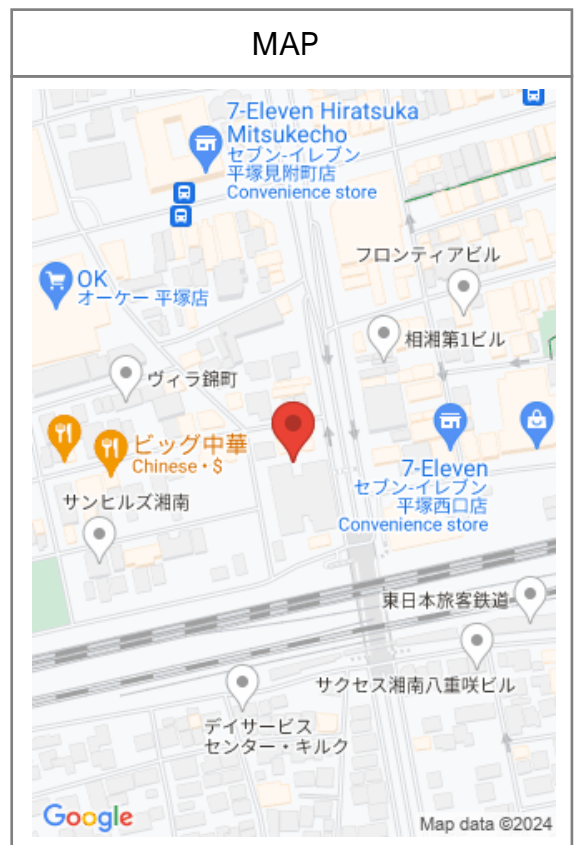 MAP
7-Eleven Hiratsuka
Mitsukecho
セブン-イレブン
平塚見附町店
Convenience store
フロンティアビル
OK
オーケー 平塚店
相湘第1ビル
ヴィラ錦町
ビッグ中華
Chinese • $
7-Eleven
セブン-イレブン
平塚西口店
Convenience store
サンヒルズ湘南
東日本旅客鉄道
サクセス湘南八重咲ビル
デイサービス
センター・キルク
Google
Map data ©2024